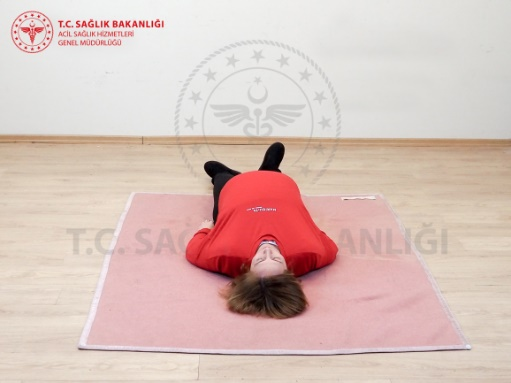 T.C. SAĞLIK BAKANLIĞI
ACİL SAĞLIK HİZMETLERİ
GENEL MÜDÜRLÜĞÜ
T.C. SAĞLIK BAKANLIĞI